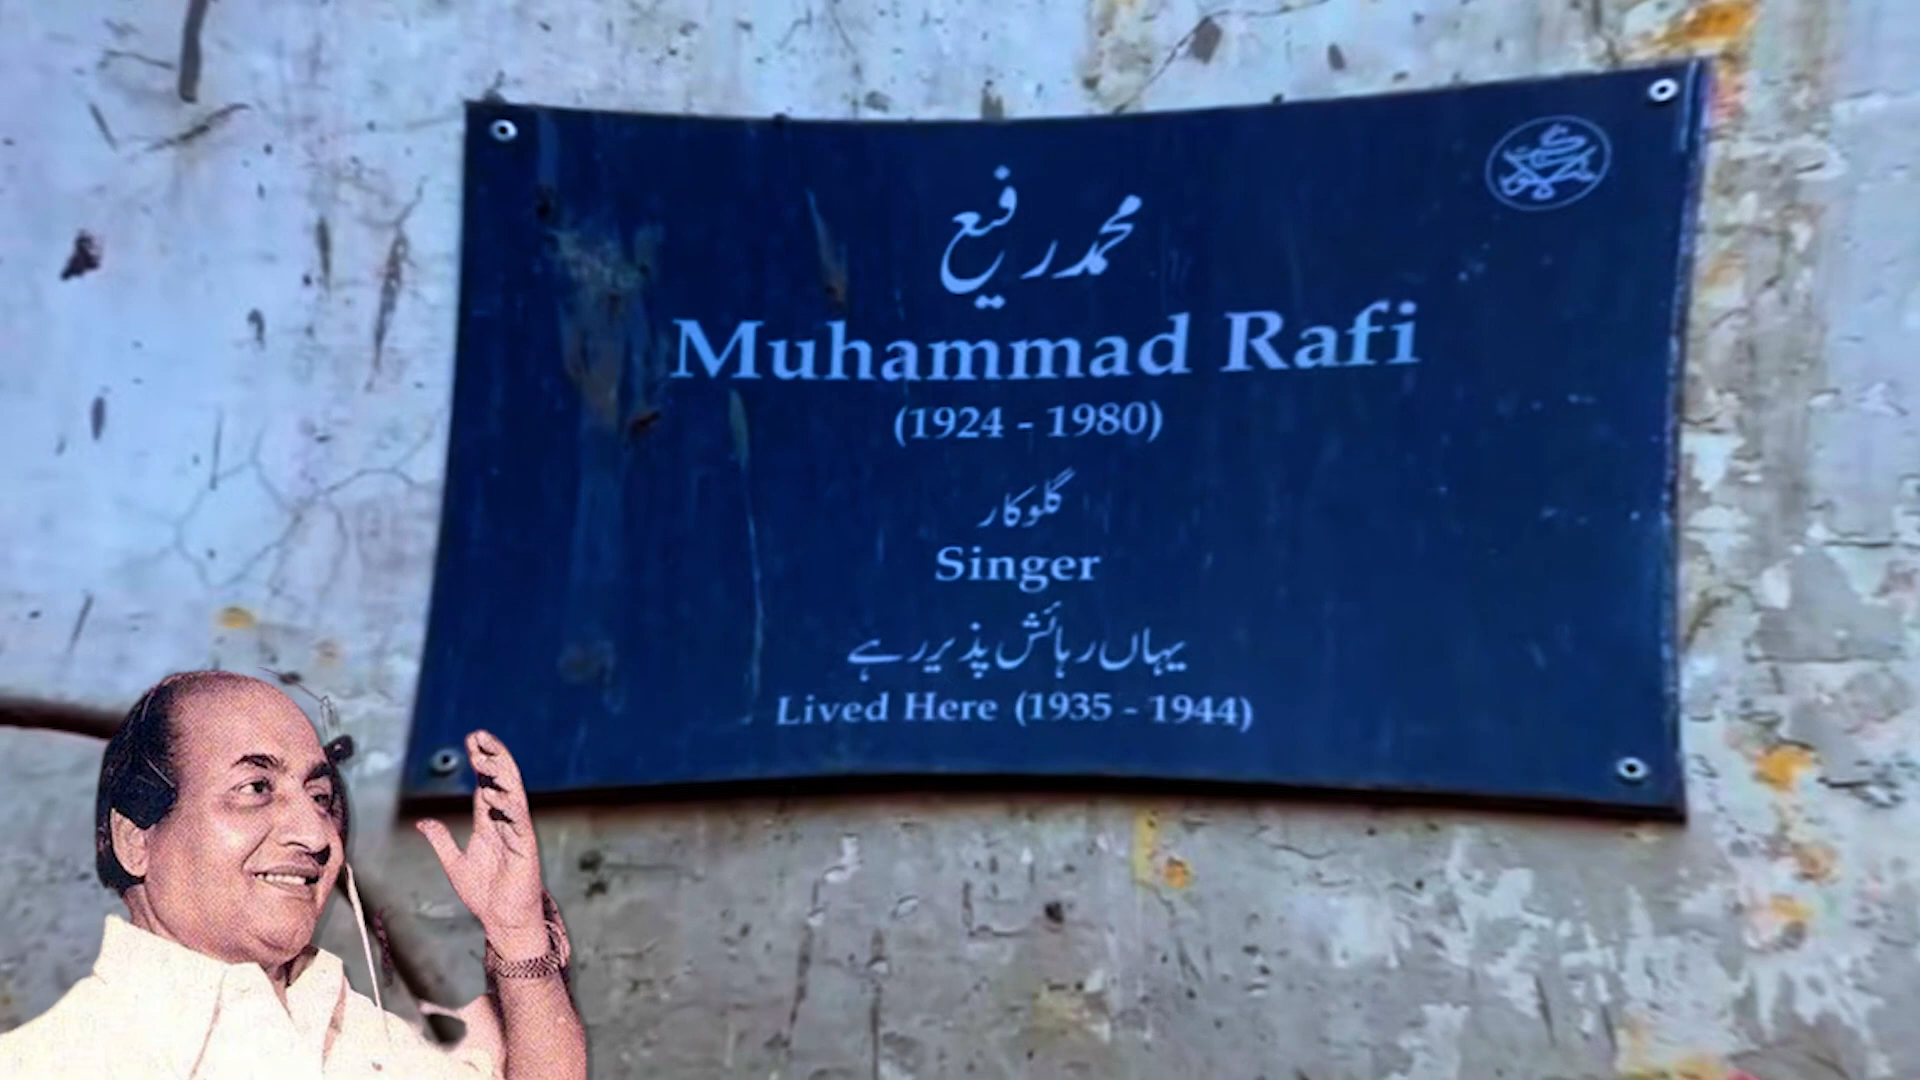 محمد رفیع
Muhammad Rafi
(1924 - 1980)
گلوکار
Singer
یہاں رہائش پذیر رہے
Lived Here (1935 - 1944)